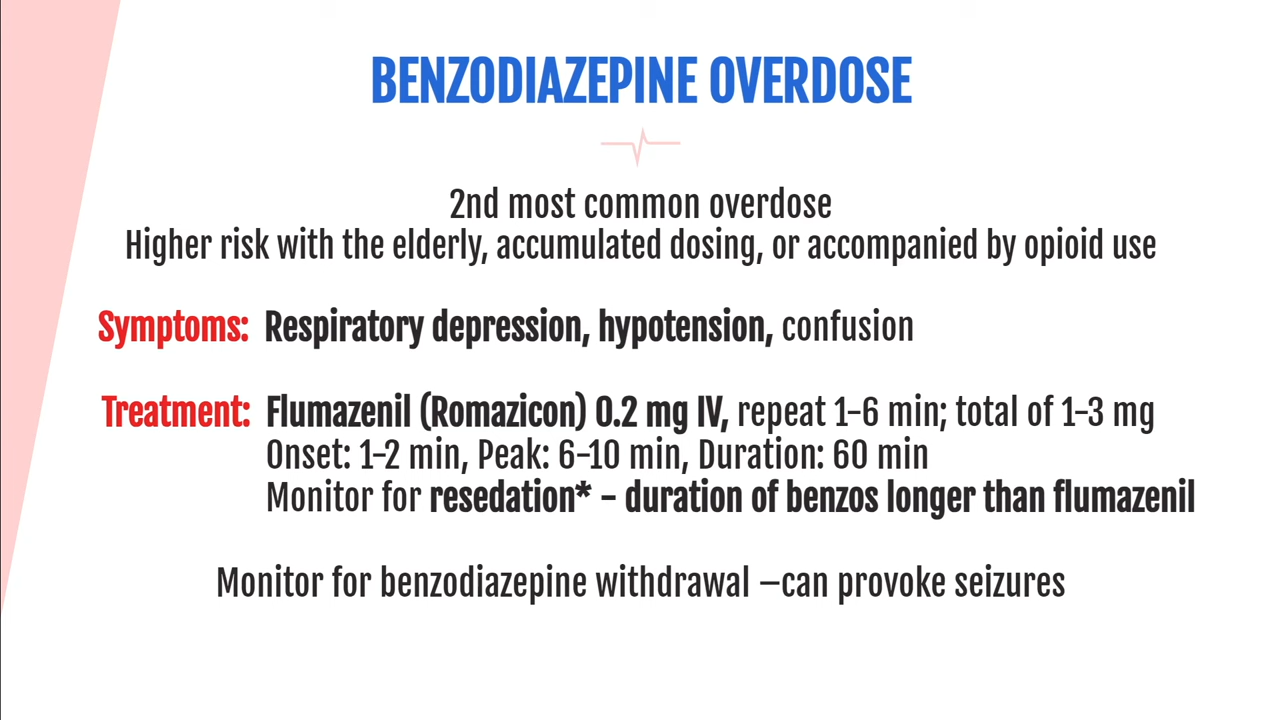 BENZODIAZEPINE OVERDOSE
2nd most common overdose
Higher risk with the elderly, accumulated dosing, or accompanied by opioid use
Symptoms: Respiratory depression, hypotension, confusion
Treatment: Flumazenil (Romazicon) 0.2 mg IV, repeat 1-6 min; total of 1-3 mg
Onset: 1-2 min, Peak: 6-10 min, Duration: 60 min
Monitor for resedation* - duration of benzos longer than flumazenil
Monitor for benzodiazepine withdrawal –can provoke seizures